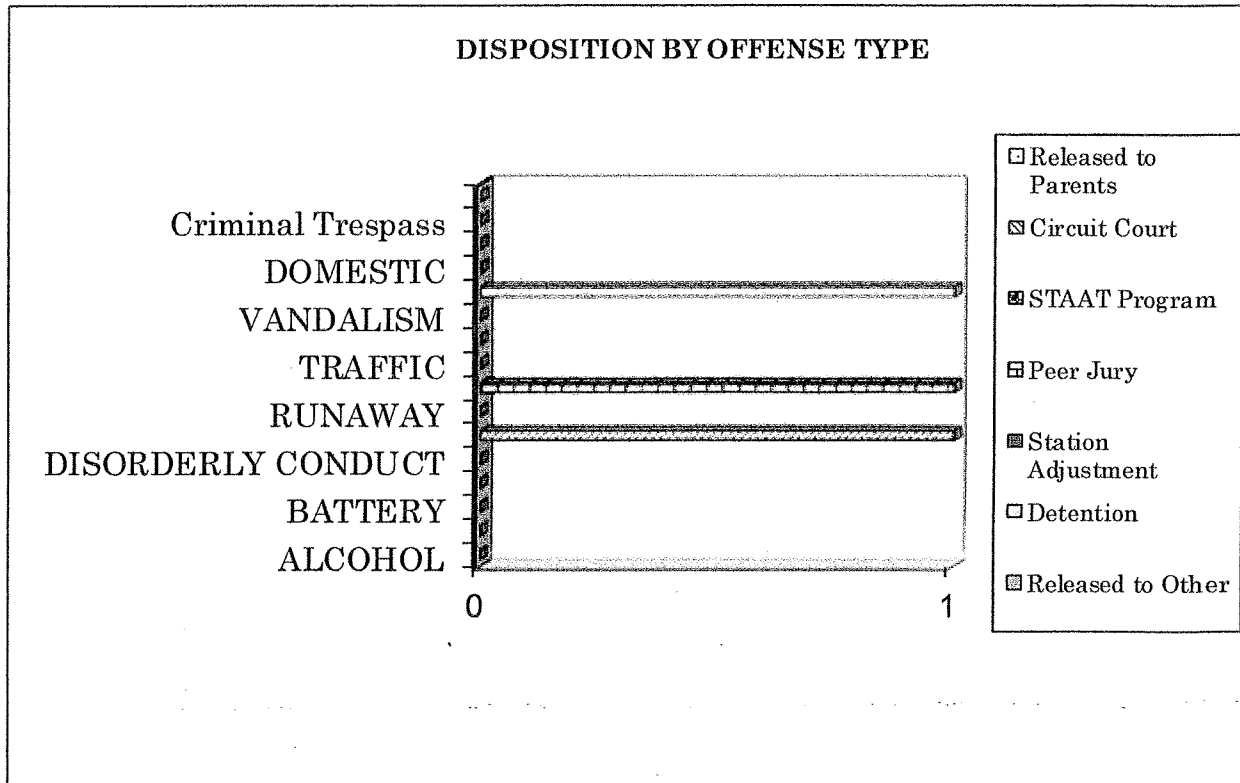 DISPOSITION BY OFFENSE TYPE
Criminal Trespass
DOMESTIC
VANDALISM
TRAFFIC
RUNAWAY
DISORDERLY CONDUCT
BATTERY
ALCOHOL
0
1
Released to
Parents
Circuit Court
STAAT Program
Peer Jury
Station
Adjustment
Detention
Released to Other